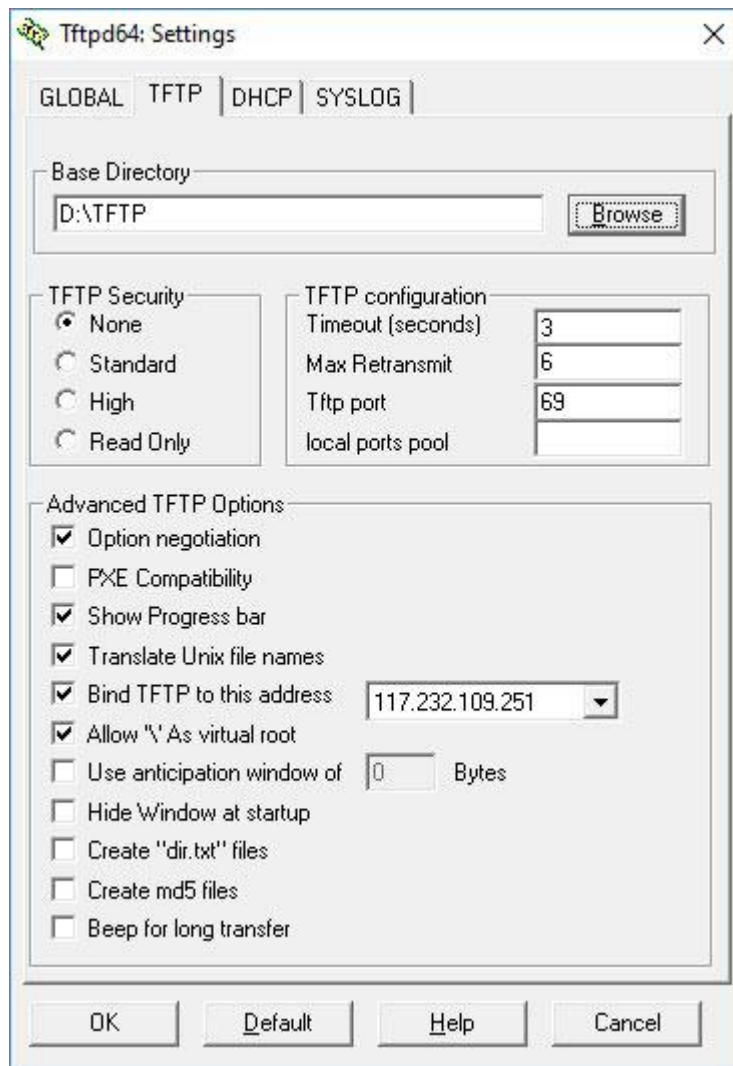 Tftpd64: Settings
GLOBAL TFTP DHCP SYSLOG
Base Directory
D:\TFTP Browse
TFTP Security
None
Standard
High
Read Only
TFTP configuration
Timeout (seconds) 3
Max Retransmit 6
Tftp port 69
local ports pool
Advanced TFTP Options
Option negotiation
PXE Compatibility
Show Progress bar
Translate Unix file names
Bind TFTP to this address 117.232.109.251
Allow '\' As virtual root
Use anticipation window of 0 Bytes
Hide Window at startup
Create "dir.txt" files
Create md5 files
Beep for long transfer
OK Default Help Cancel